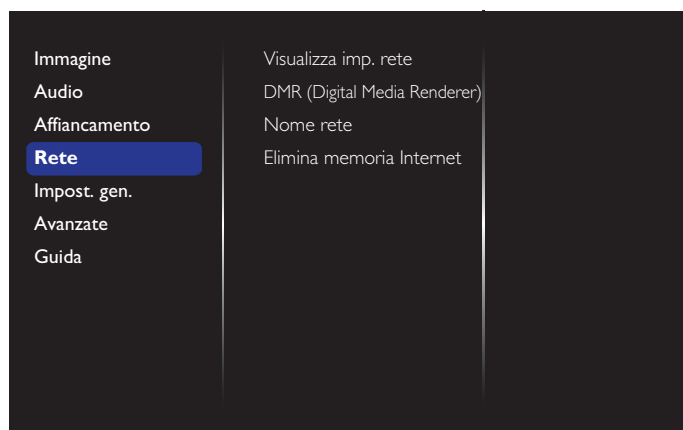 Immagine
Audio
Affiancamento
Rete
Impost. gen.
Avanzate
Guida
Visualizza imp. rete
DMR (Digital Media Renderer)
Nome rete
Elimina memoria Internet